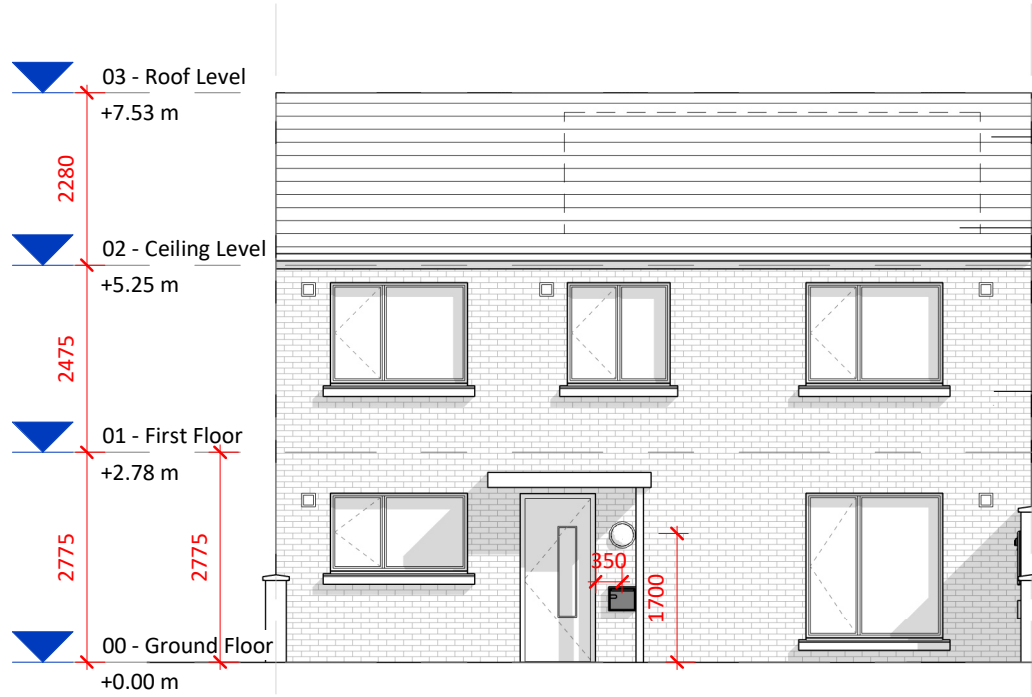 03 - Roof Level
+7.53 m
2280
02 - Ceiling Level
+5.25 m
2475
01 - First Floor
+2.78 m
2775
2775
350
1700
00 - Ground Floor
+0.00 m